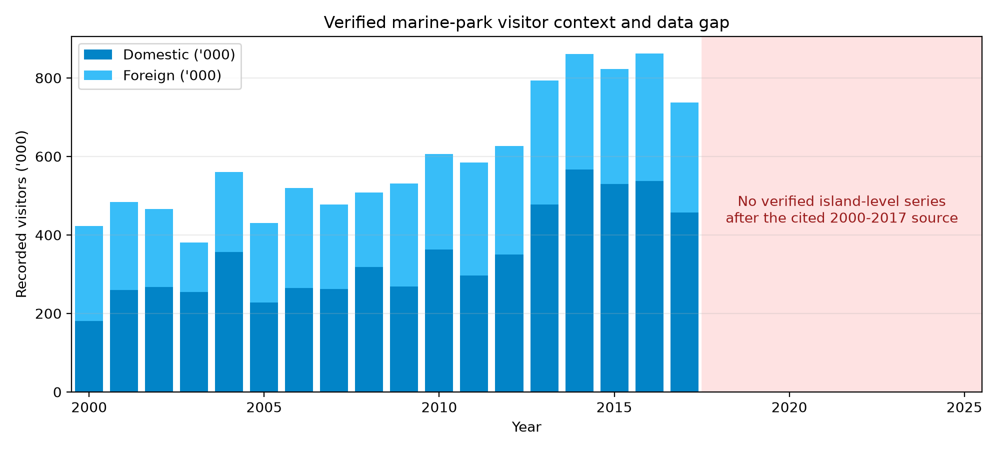 Verified marine-park visitor context and data gap
Domestic ('000)
Foreign ('000)
Recorded visitors ('000)
800
600
400
200
0
No verified island-level series
after the cited 2000-2017 source
2000
2005
2010
2015
2020
2025
Year